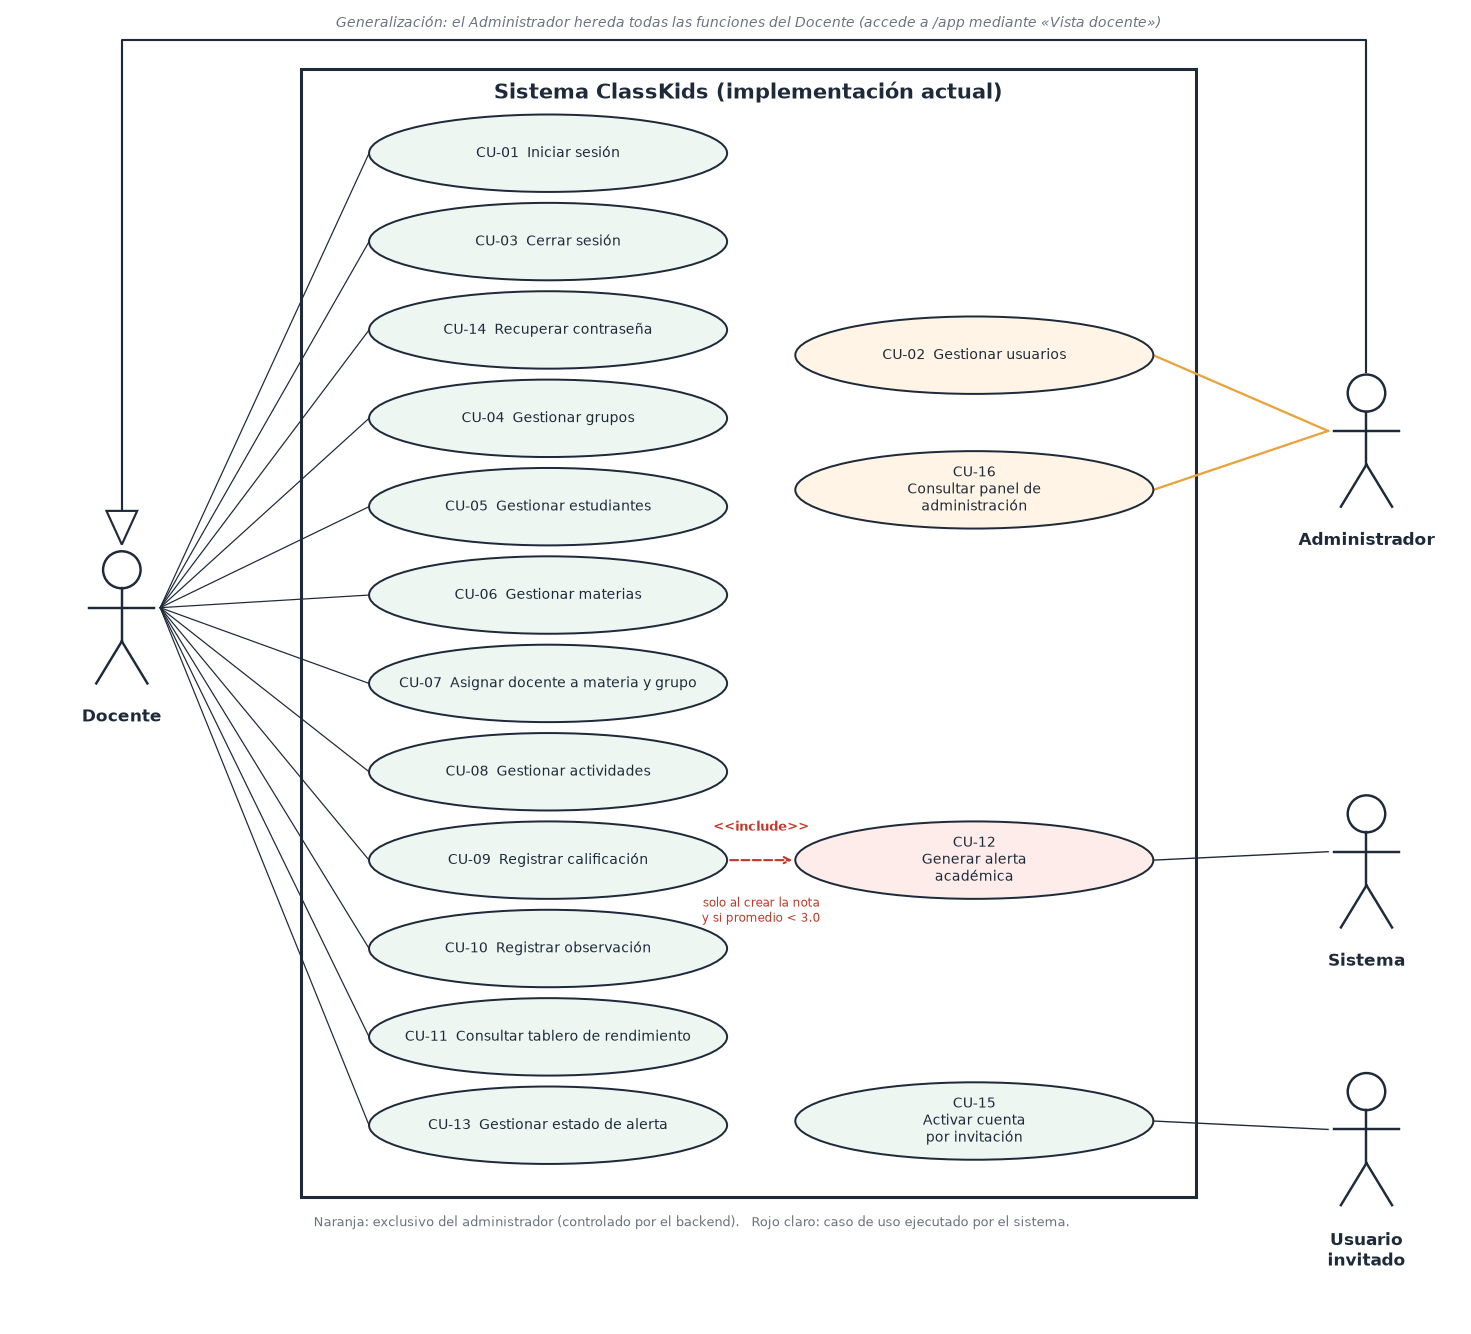 Generalización: el Administrador hereda todas las funciones del Docente (accede a /app mediante «Vista docente»)
Sistema ClassKids (implementación actual)
CU-01 Iniciar sesión
CU-03 Cerrar sesión
CU-14 Recuperar contraseña
CU-02 Gestionar usuarios
CU-04 Gestionar grupos
CU-16
Consultar panel de
administración
CU-05 Gestionar estudiantes
Administrador
CU-06 Gestionar materias
CU-07 Asignar docente a materia y grupo
Docente
CU-08 Gestionar actividades
<<include>>
CU-09 Registrar calificación
CU-12
Generar alerta
académica
solo al crear la nota
y si promedio < 3.0
CU-10 Registrar observación
Sistema
CU-11 Consultar tablero de rendimiento
CU-13 Gestionar estado de alerta
CU-15
Activar cuenta
por invitación
Naranja: exclusivo del administrador (controlado por el backend). Rojo claro: caso de uso ejecutado por el sistema.
Usuario
invitado